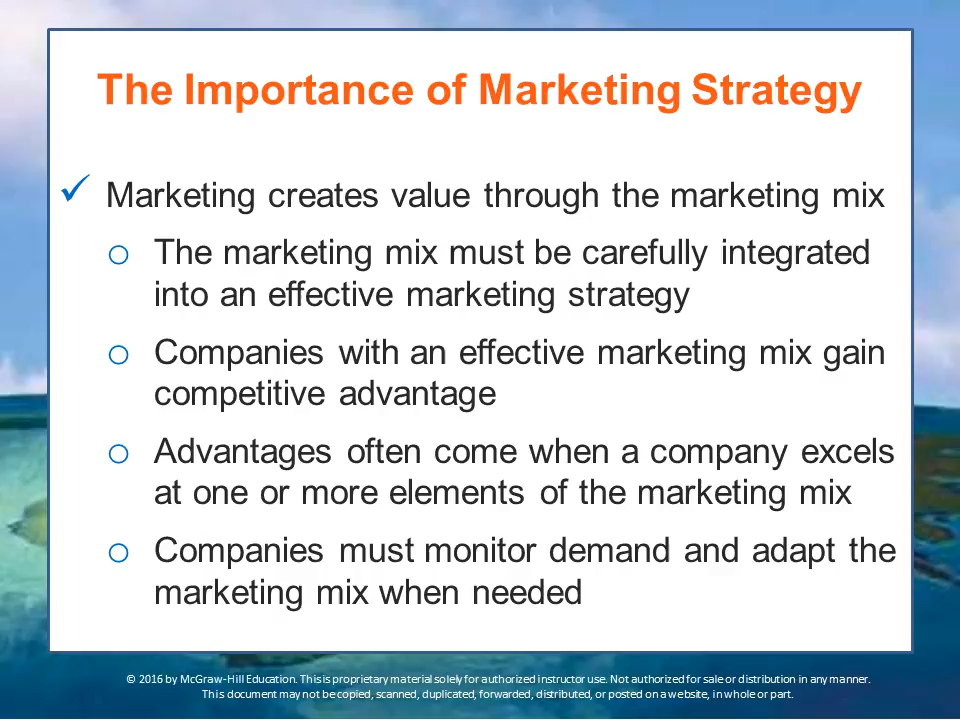 The Importance of Marketing Strategy
✓ Marketing creates value through the marketing mix
o The marketing mix must be carefully integrated
into an effective marketing strategy
o Companies with an effective marketing mix gain
competitive advantage
o Advantages often come when a company excels
at one or more elements of the marketing mix
o Companies must monitor demand and adapt the
marketing mix when needed
© 2016 by McGraw-Hill Education. This is proprietary material solely for authorized instructor use. Not authorized for sale or distribution in any manner.
This document may not be copied, scanned, duplicated, forwarded, distributed, or posted on a website, in whole or part.